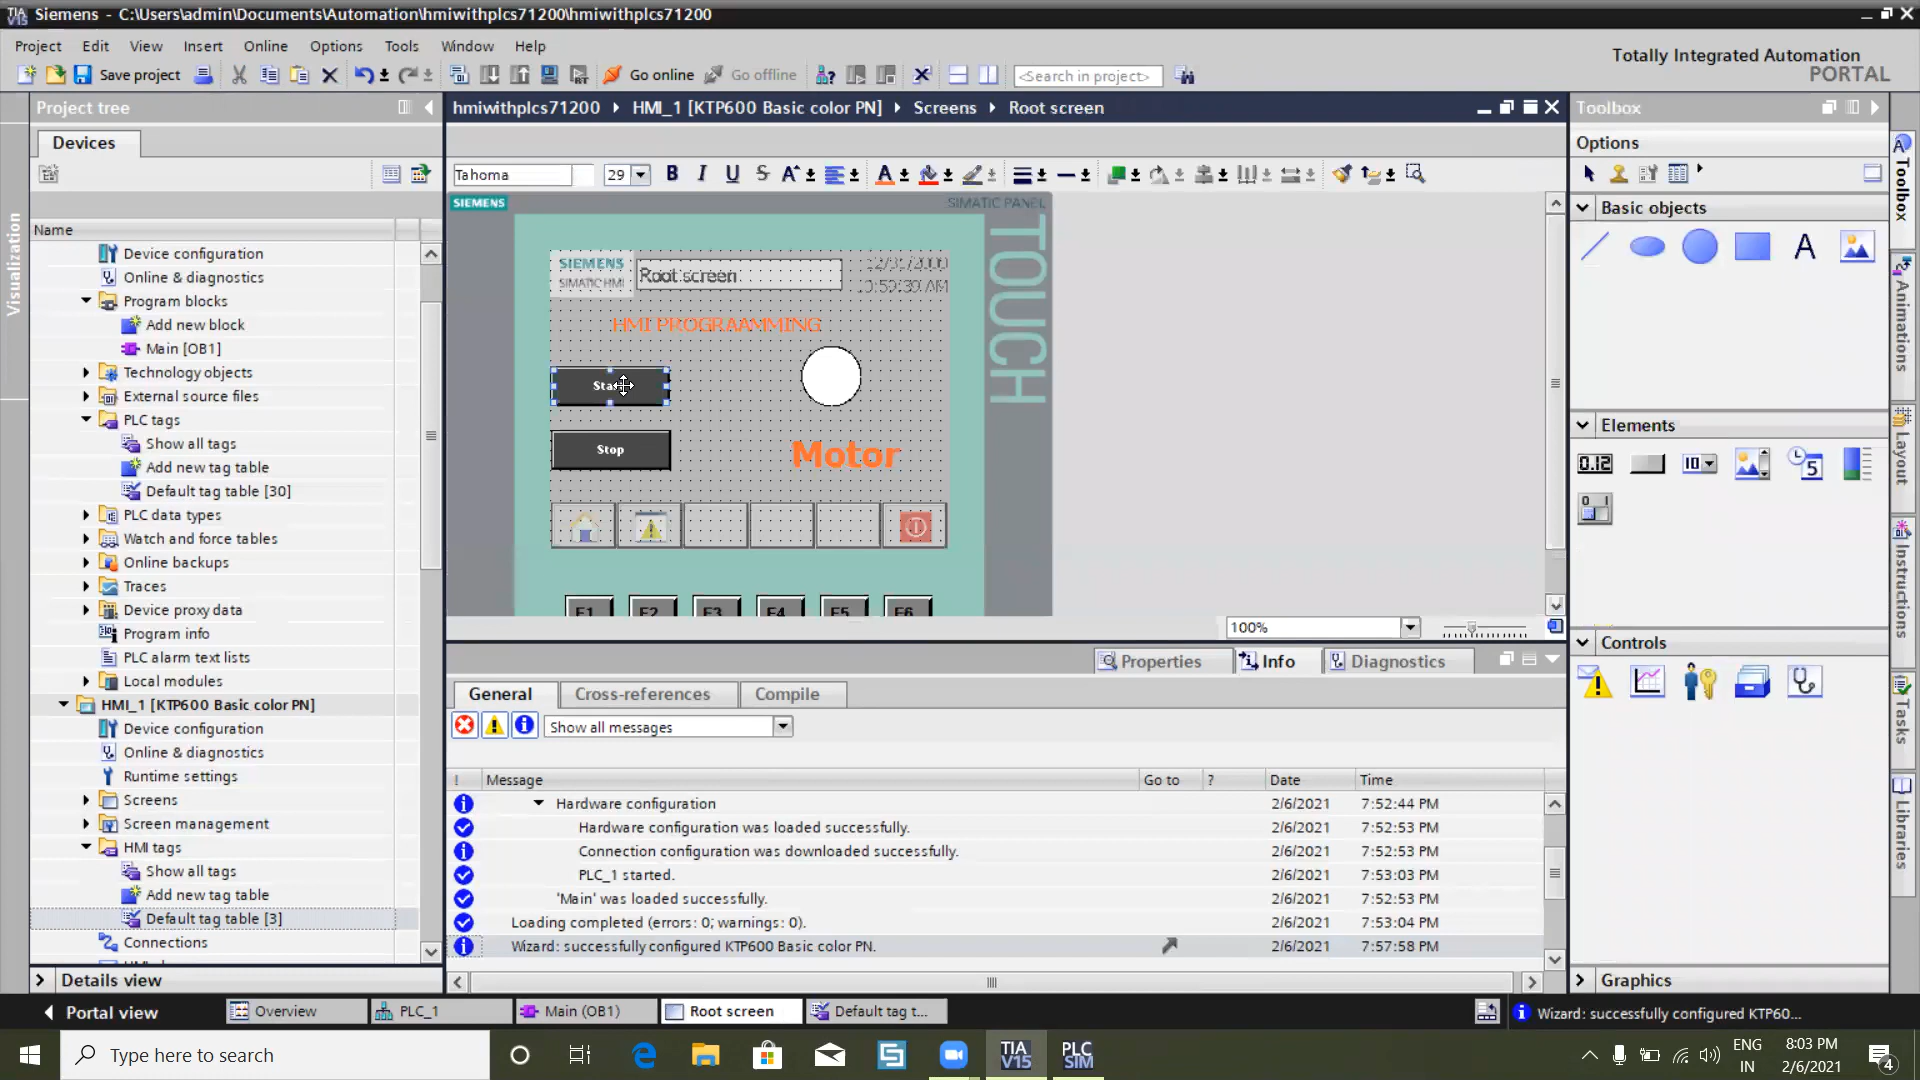 Siemens - C:\Users\admin\Documents\Automation\hmiwithplcs71200\hmiwithplcs71200
Project Edit View Insert Online Options Tools Window Help
Totally Integrated Automation
PORTAL
Save project Go online Go offline <Search in project>
Project tree
hmiwithplcs71200 HMI_1 [KTP600 Basic color PN] Screens Root screen
Toolbox
Devices
Options
Tahoma 29
Name
Device configuration
Online & diagnostics
Program blocks
Add new block
Main [OB1]
Technology objects
External source files
PLC tags
Show all tags
Add new tag table
Default tag table [30]
PLC data types
Watch and force tables
Online backups
Traces
Device proxy data
Program info
PLC alarm text lists
Local modules
HMI_1 [KTP600 Basic color PN]
Device configuration
Online & diagnostics
Runtime settings
Screens
Screen management
HMI tags
Show all tags
Add new tag table
Default tag table [3]
Connections
Details view
Visualization
SIEMENS SIMATIC PANEL
TOUCH
SIEMENS
SIMATIC HMI
Root screen
12/31/2000
10:59:39 AM
HMI PROGRAAMMING
Stop
Motor
F1 F2 F3 F4 F5 F6
100%
Properties Info Diagnostics
General Cross-references Compile
Show all messages
! Message Go to ? Date Time
Hardware configuration 2/6/2021 7:52:44 PM
Hardware configuration was loaded successfully. 2/6/2021 7:52:53 PM
Connection configuration was downloaded successfully. 2/6/2021 7:52:53 PM
PLC_1 started. 2/6/2021 7:53:03 PM
'Main' was loaded successfully. 2/6/2021 7:52:53 PM
Loading completed (errors: 0; warnings: 0). 2/6/2021 7:53:04 PM
Wizard: successfully configured KTP600 Basic color PN. 2/6/2021 7:57:58 PM
Basic objects
Elements
Controls
Graphics
Toolbox
Animations
Layout
Instructions
Tasks
Libraries
Portal view Overview PLC_1 Main (OB1) Root screen Default tag t... Wizard: successfully configured KTP60...
Type here to search
TIA
V15
PLC
SIM
ENG
IN
8:03 PM
2/6/2021
4